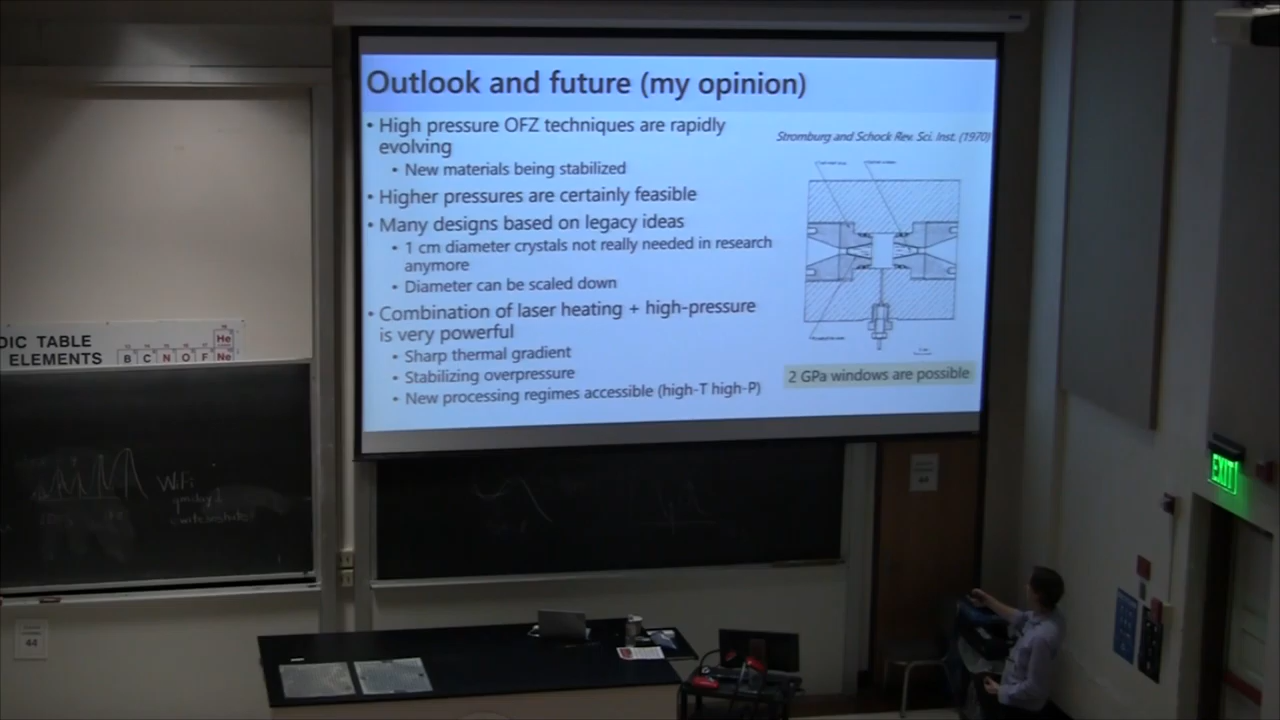 Outlook and future (my opinion)
• High pressure OFZ techniques are rapidly
evolving
• New materials being stabilized
• Higher pressures are certainly feasible
• Many designs based on legacy ideas
• 1 cm diameter crystals not really needed in research
anymore
• Diameter can be scaled down
• Combination of laser heating + high-pressure
is very powerful
• Sharp thermal gradient
• Stabilizing overpressure
• New processing regimes accessible (high-T high-P)
Stromburg and Schock Rev. Sci. Inst. (1970)
2 GPa windows are possible
DIC TABLE
ELEMENTS
He
B C N O F Ne
WiFi
44
EXIT